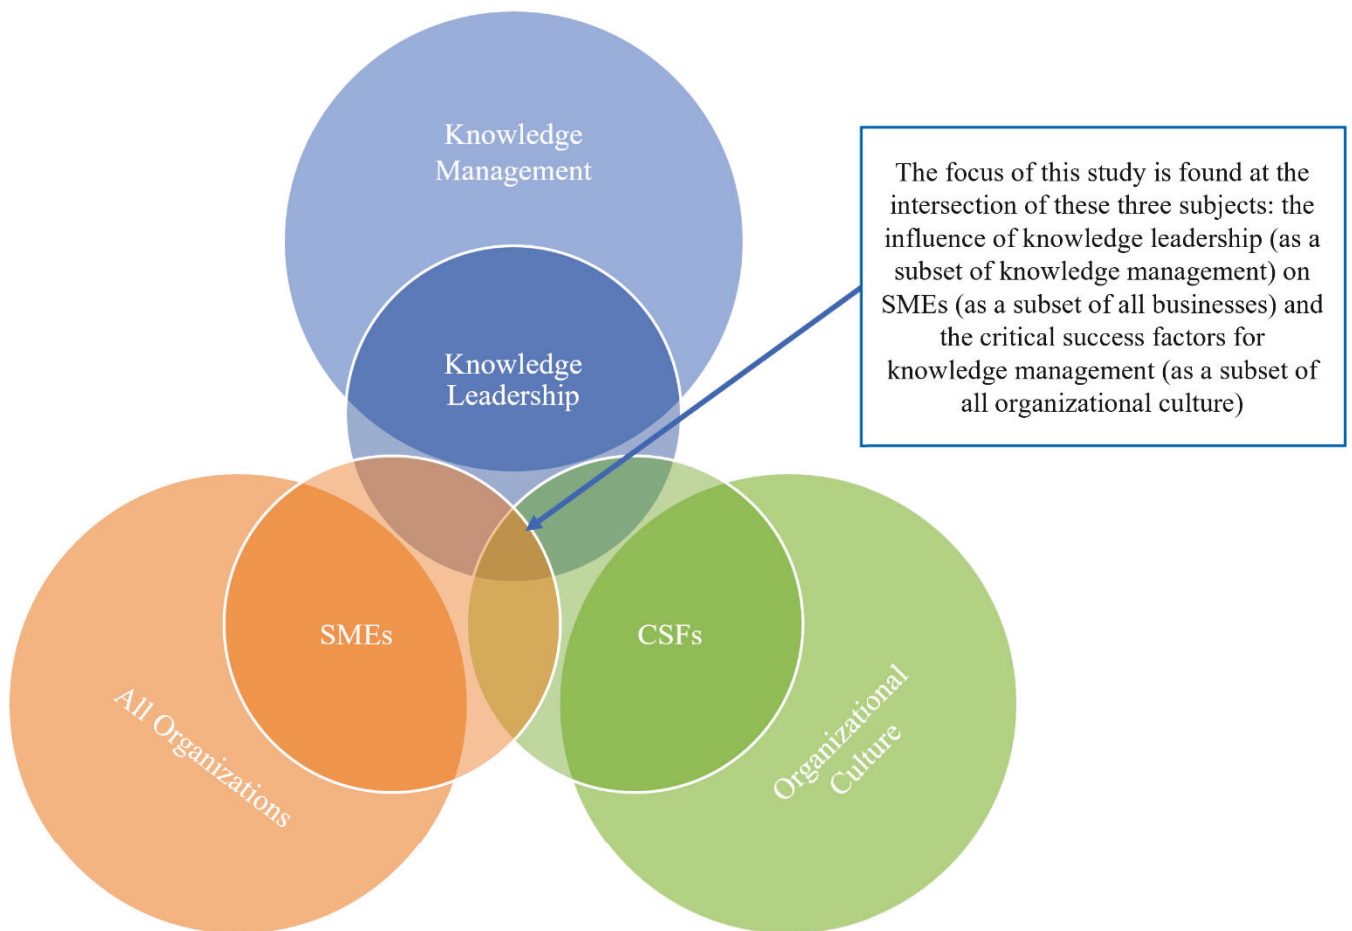 Knowledge
Management
Knowledge
Leadership
SMEs
CSFs
All Organizations
Organizational
Culture
The focus of this study is found at the
intersection of these three subjects: the
influence of knowledge leadership (as a
subset of knowledge management) on
SMEs (as a subset of all businesses) and
the critical success factors for
knowledge management (as a subset of
all organizational culture)